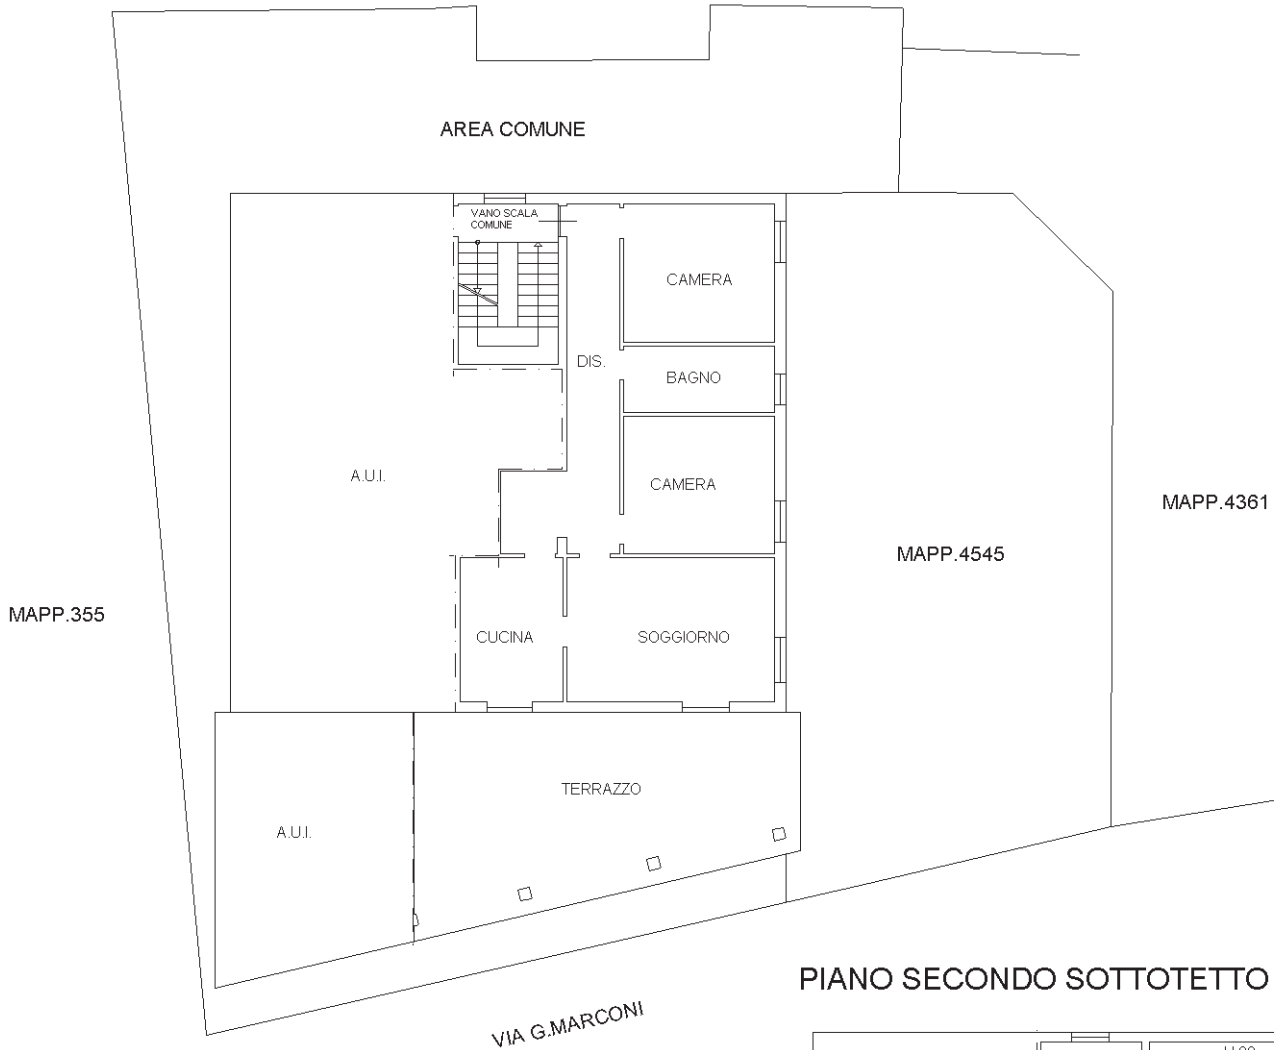 AREA COMUNE
VANO SCALA
COMUNE
CAMERA
DIS.
BAGNO
A.U.I.
CAMERA
MAPP.4361
MAPP.4545
MAPP.355
CUCINA
SOGGIORNO
TERRAZZO
A.U.I.
PIANO SECONDO SOTTOTETTO
VIA G.MARCONI